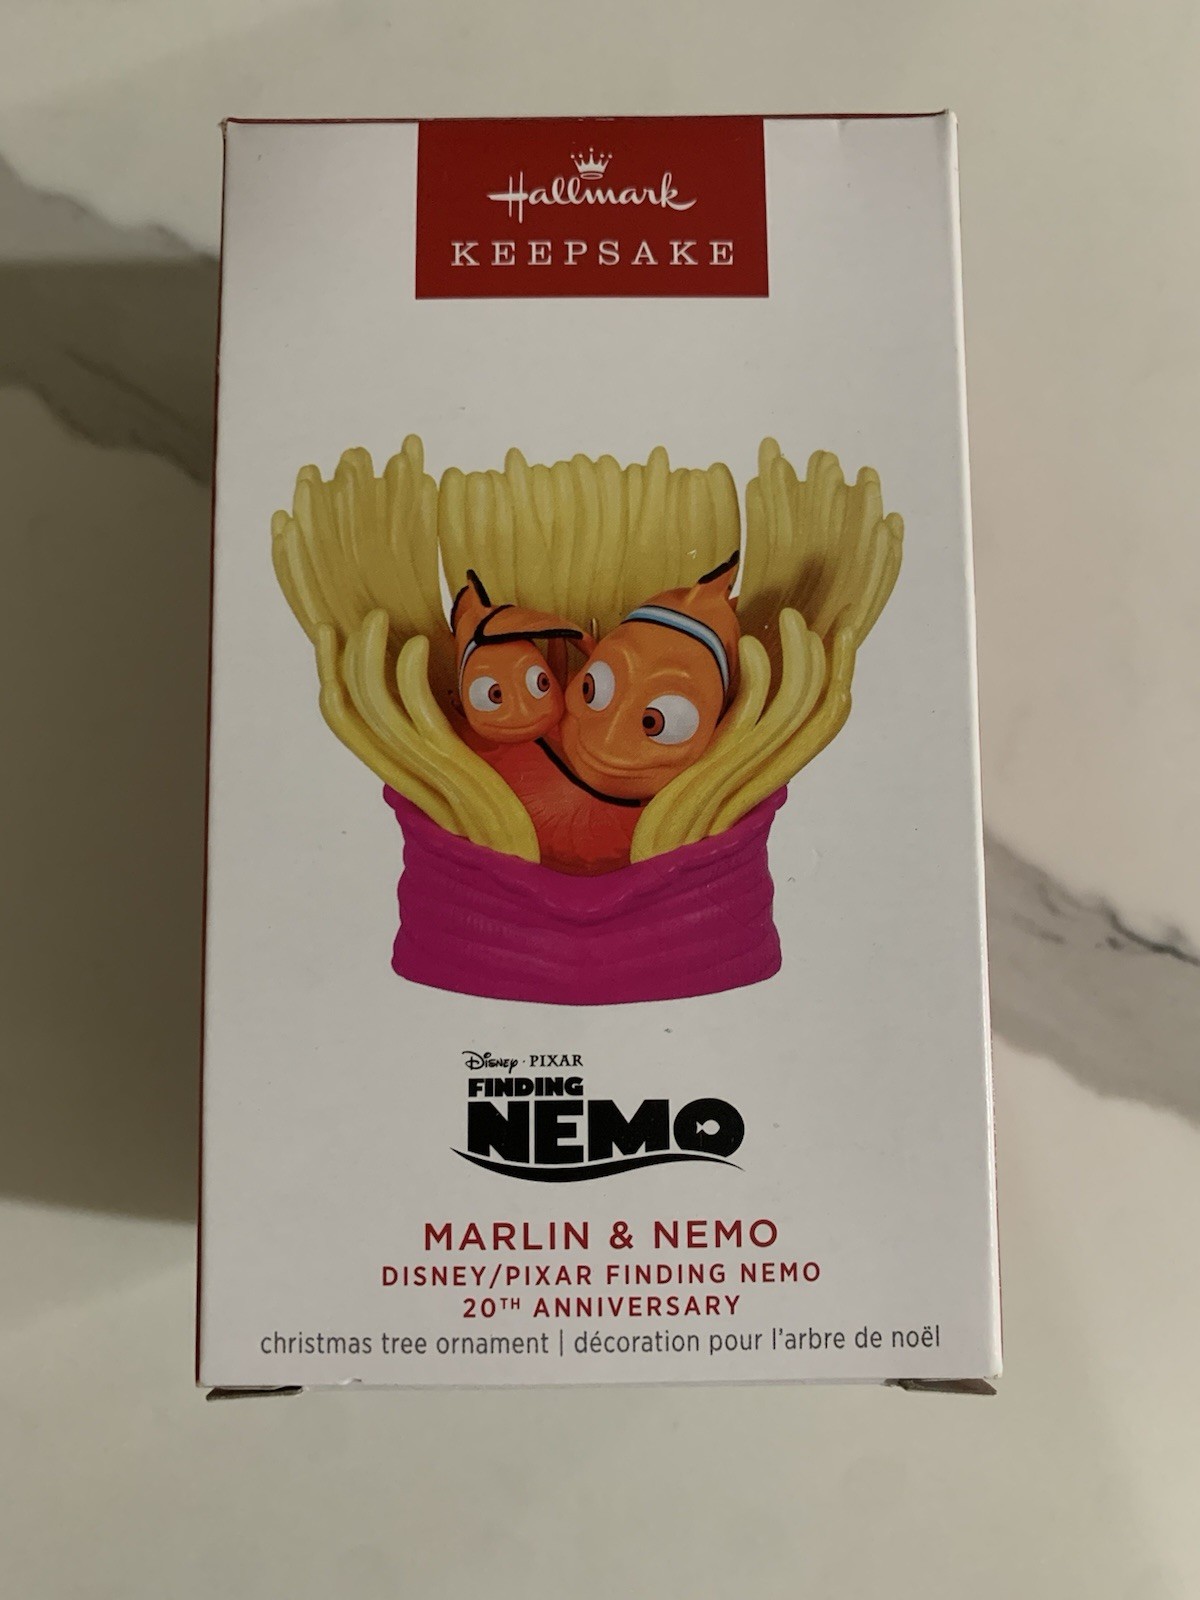 Hallmark
KEEPSAKE
Disney · PIXAR
FINDING
NEMO
MARLIN & NEMO
DISNEY/PIXAR FINDING NEMO
20TH ANNIVERSARY
christmas tree ornament | décoration pour l'arbre de noël